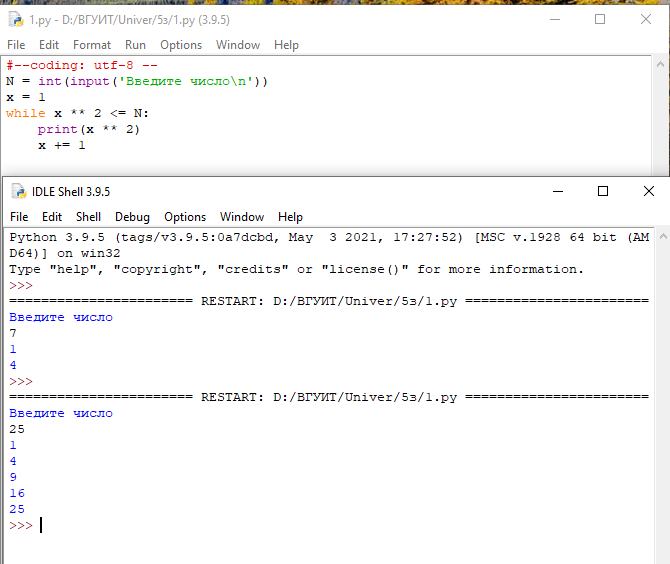 1.py - D:/ВГУИТ/Univer/5з/1.py (3.9.5)
File Edit Format Run Options Window Help
#--coding: utf-8 --
N = int(input('Введите число\n'))
x = 1
while x ** 2 <= N:
    print(x ** 2)
    x += 1
IDLE Shell 3.9.5
File Edit Shell Debug Options Window Help
Python 3.9.5 (tags/v3.9.5:0a7dcbd, May  3 2021, 17:27:52) [MSC v.1928 64 bit (AM
D64)] on win32
Type "help", "copyright", "credits" or "license()" for more information.
>>>
======================= RESTART: D:/ВГУИТ/Univer/5з/1.py =======================
Введите число
7
1
4
>>>
======================= RESTART: D:/ВГУИТ/Univer/5з/1.py =======================
Введите число
25
1
4
9
16
25
>>>